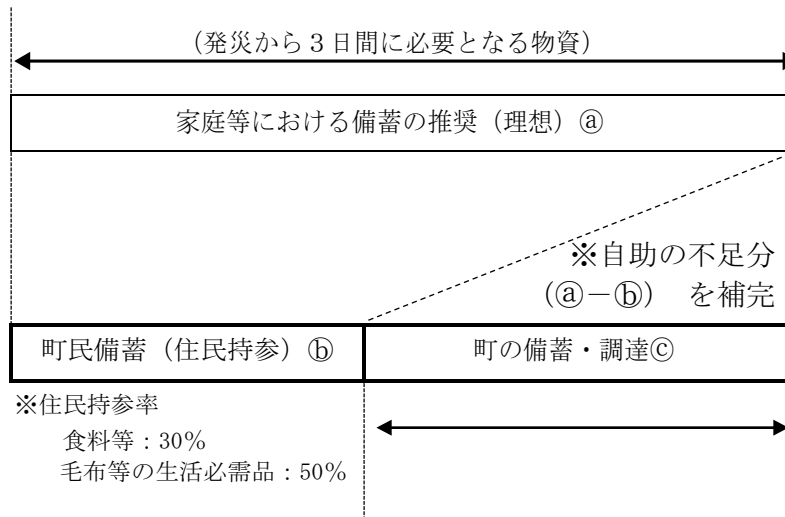 (発災から3日間に必要となる物資)
家庭等における備蓄の推奨(理想)ⓐ
※自助の不足分
(ⓐ-ⓑ) を補完
町民備蓄(住民持参)ⓑ
町の備蓄・調達ⓒ
※住民持参率
食料等:30%
毛布等の生活必需品:50%